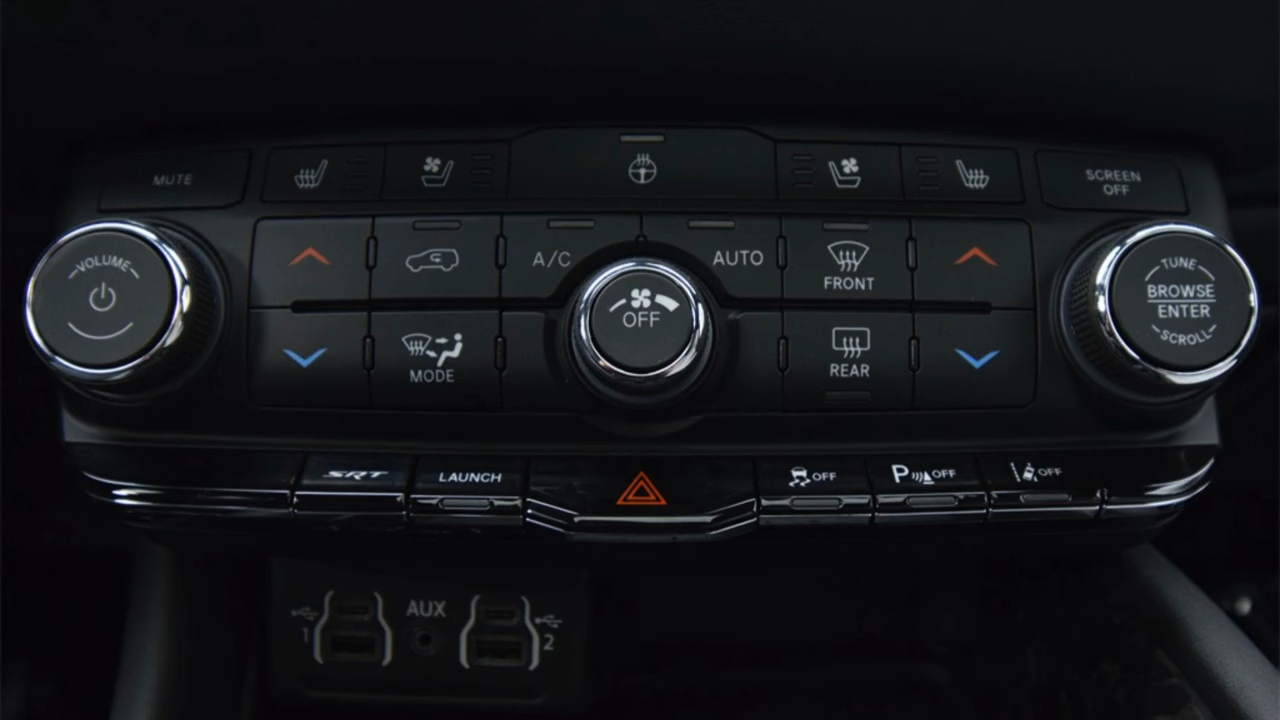 MUTE
SCREEN
OFF
VOLUME
A/C
AUTO
FRONT
TUNE
BROWSE
ENTER
SCROLL
OFF
MODE
REAR
SRT
LAUNCH
OFF
P OFF
OFF
AUX
1
2